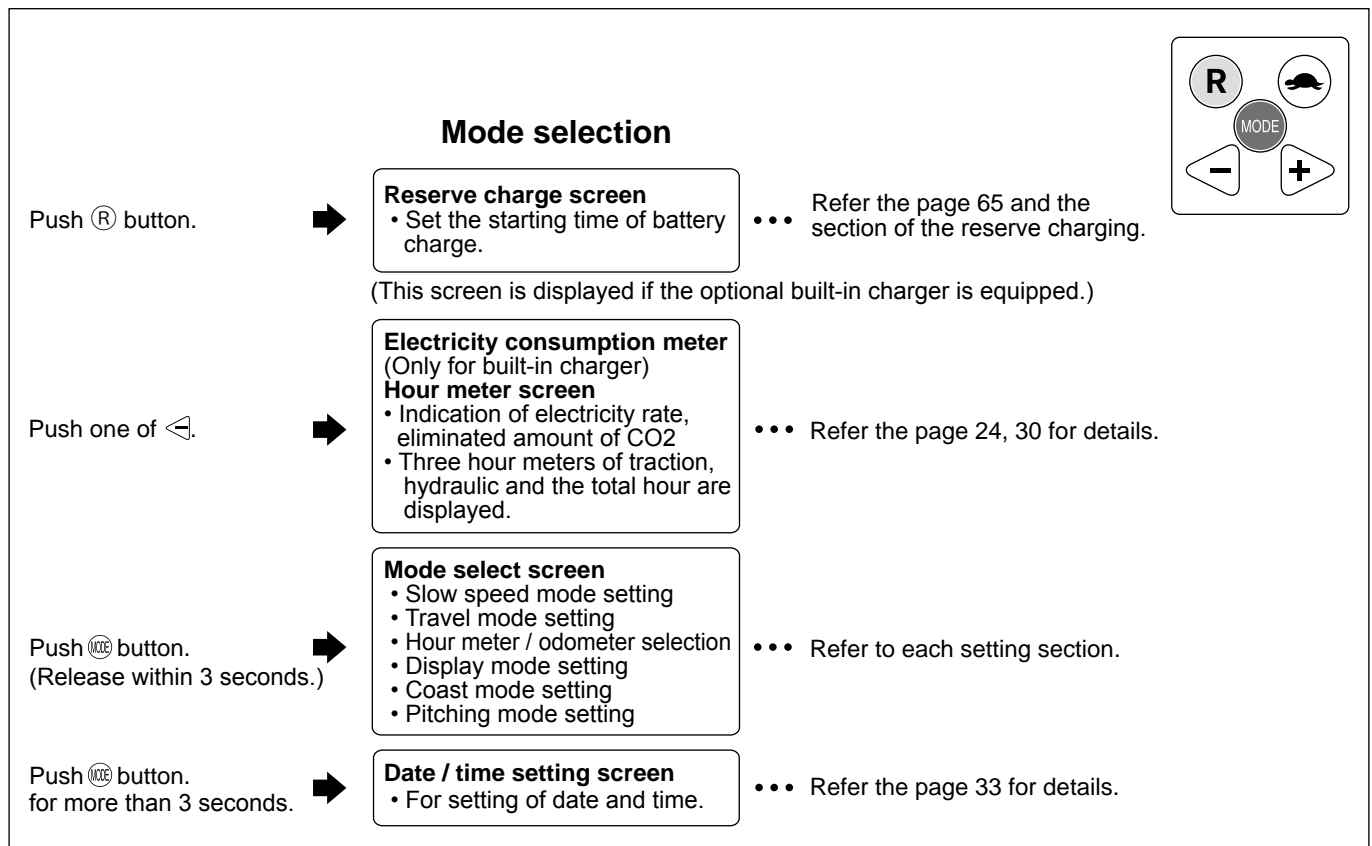 R
MODE
Mode selection
Push Ⓡ button.
Reserve charge screen
• Set the starting time of battery
charge.
• • • Refer the page 65 and the
section of the reserve charging.
(This screen is displayed if the optional built-in charger is equipped.)
Push one of ◁.
Electricity consumption meter
(Only for built-in charger)
Hour meter screen
• Indication of electricity rate,
eliminated amount of CO2
• Three hour meters of traction,
hydraulic and the total hour are
displayed.
• • • Refer the page 24, 30 for details.
Push MODE button.
(Release within 3 seconds.)
Mode select screen
• Slow speed mode setting
• Travel mode setting
• Hour meter / odometer selection
• Display mode setting
• Coast mode setting
• Pitching mode setting
• • • Refer to each setting section.
Push MODE button.
for more than 3 seconds.
Date / time setting screen
• For setting of date and time.
• • • Refer the page 33 for details.